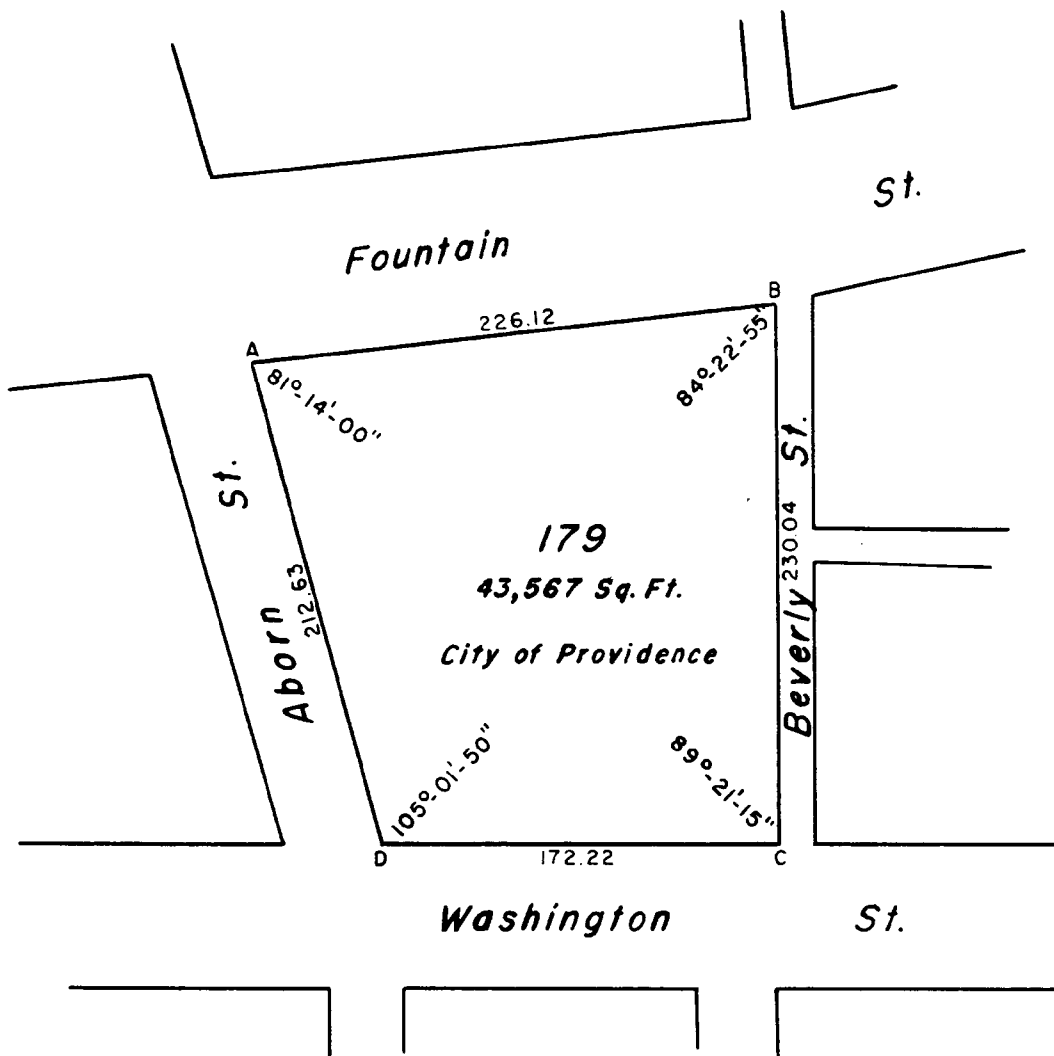 Fountain St.
B
226.12
A
81°-14'-00"
84°-22'-55"
Aborn St.
212.63
Beverly St.
230.04
179
43,567 Sq. Ft.
City of Providence
105°-01'-50"
89°-21'-15"
D
172.22
C
Washington St.